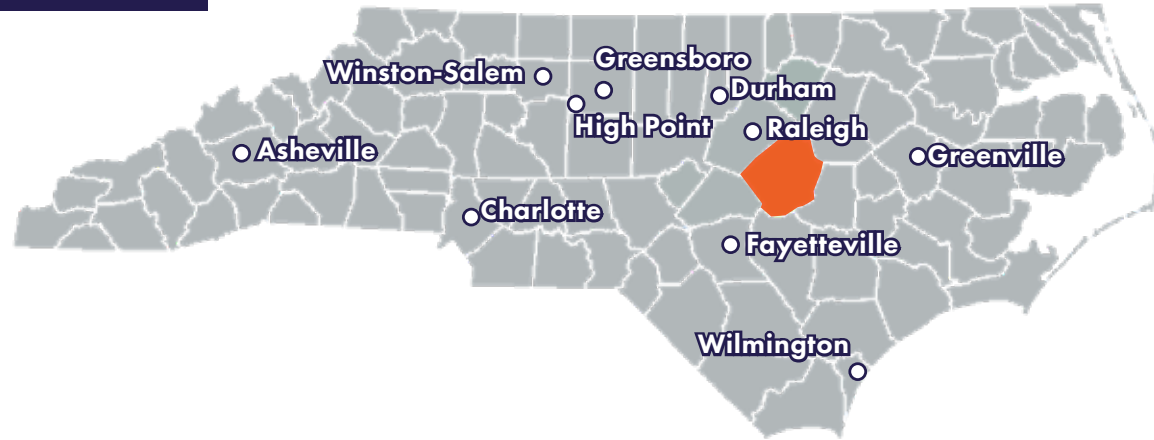 Greensboro
Winston-Salem
Durham
High Point
Raleigh
Asheville
Greenville
Charlotte
Fayetteville
Wilmington